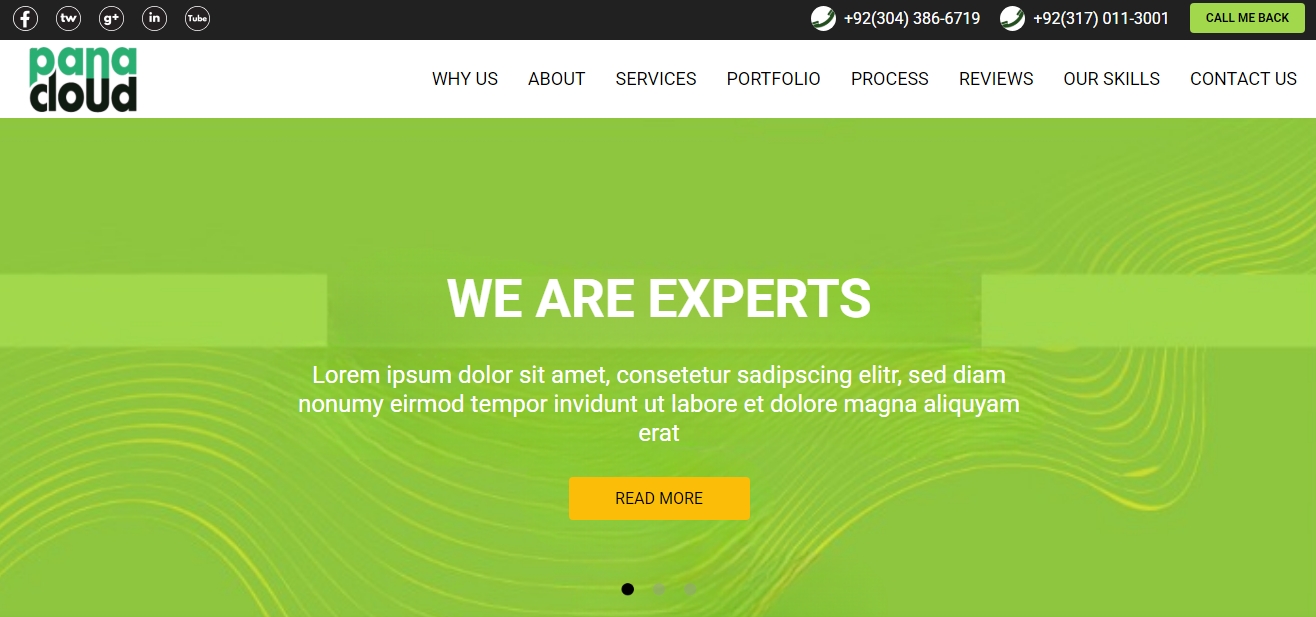 f tw g+ in Tube +92(304) 386-6719 +92(317) 011-3001 CALL ME BACK
pana
cloud
WHY US ABOUT SERVICES PORTFOLIO PROCESS REVIEWS OUR SKILLS CONTACT US
WE ARE EXPERTS
Lorem ipsum dolor sit amet, consetetur sadipscing elitr, sed diam
nonumy eirmod tempor invidunt ut labore et dolore magna aliquyam
erat
READ MORE